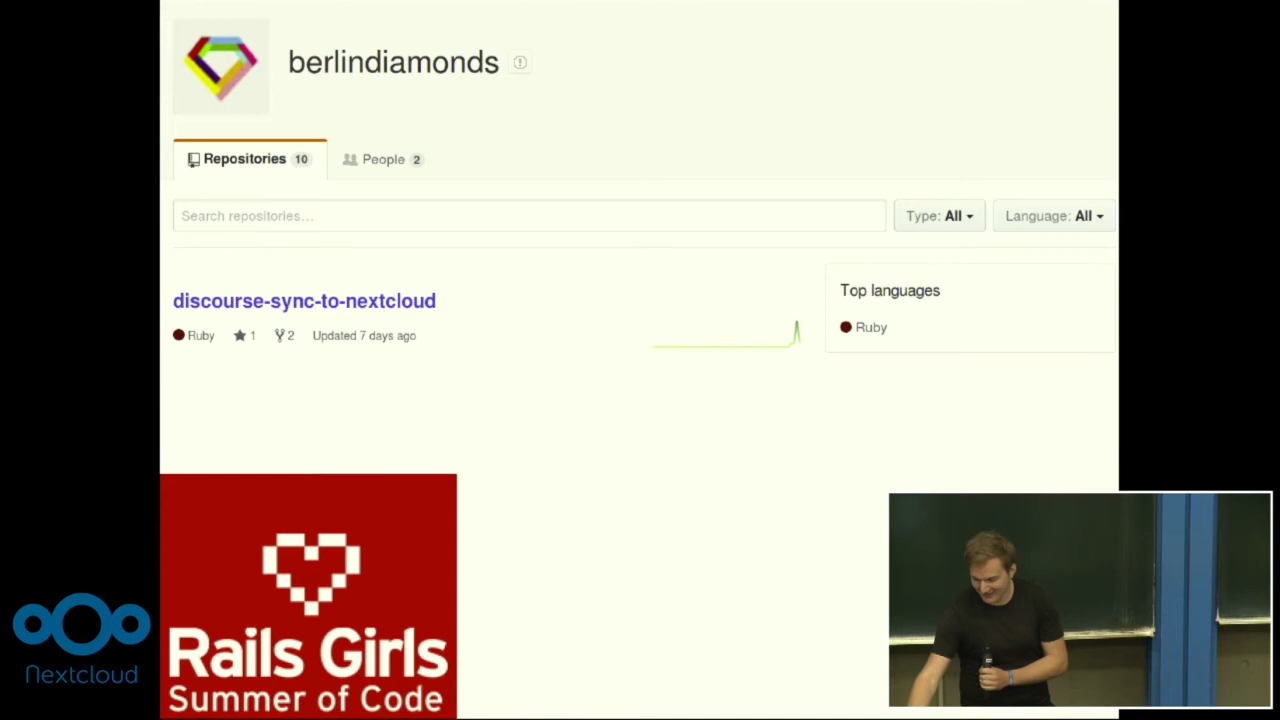 berlindiamonds
Repositories 10
People 2
Search repositories...
Type: All
Language: All
discourse-sync-to-nextcloud
Ruby 1 2 Updated 7 days ago
Top languages
Ruby
Rails Girls
Summer of Code
Nextcloud